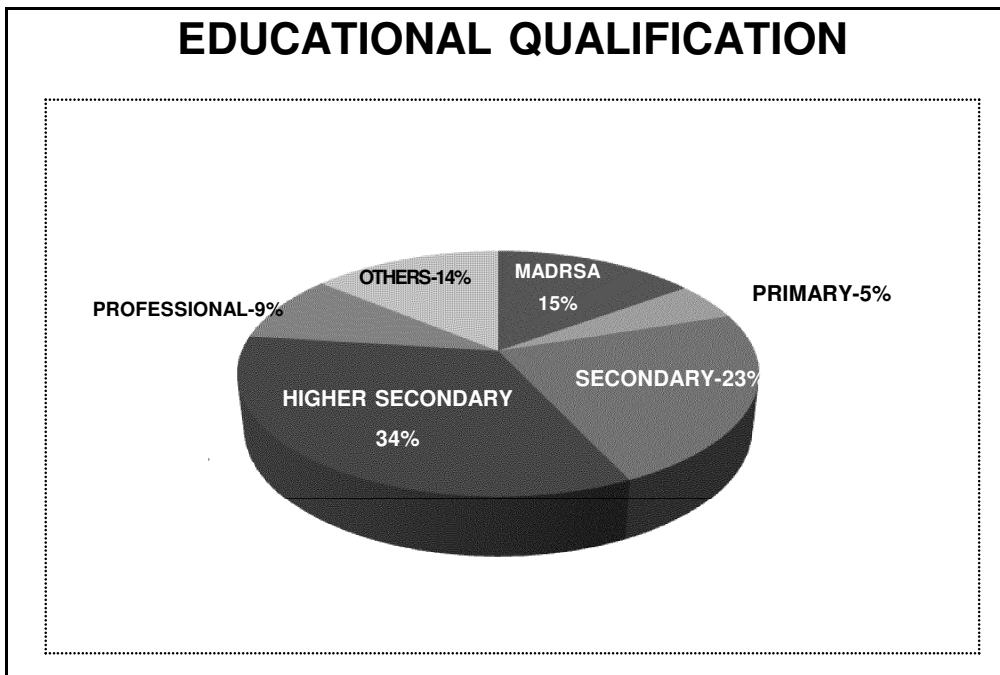 EDUCATIONAL QUALIFICATION
OTHERS-14%
MADRSA
15%
PRIMARY-5%
PROFESSIONAL-9%
SECONDARY-23%
HIGHER SECONDARY
34%